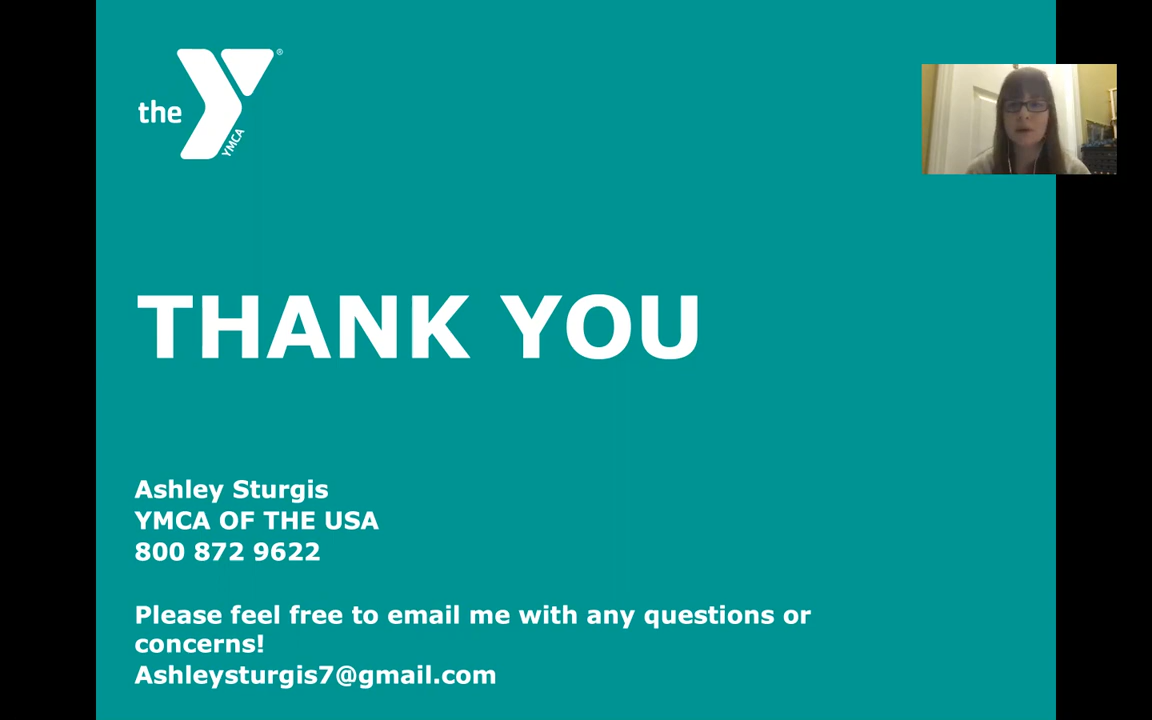 the
YMCA
®
THANK YOU
Ashley Sturgis
YMCA OF THE USA
800 872 9622
Please feel free to email me with any questions or
concerns!
Ashleysturgis7@gmail.com